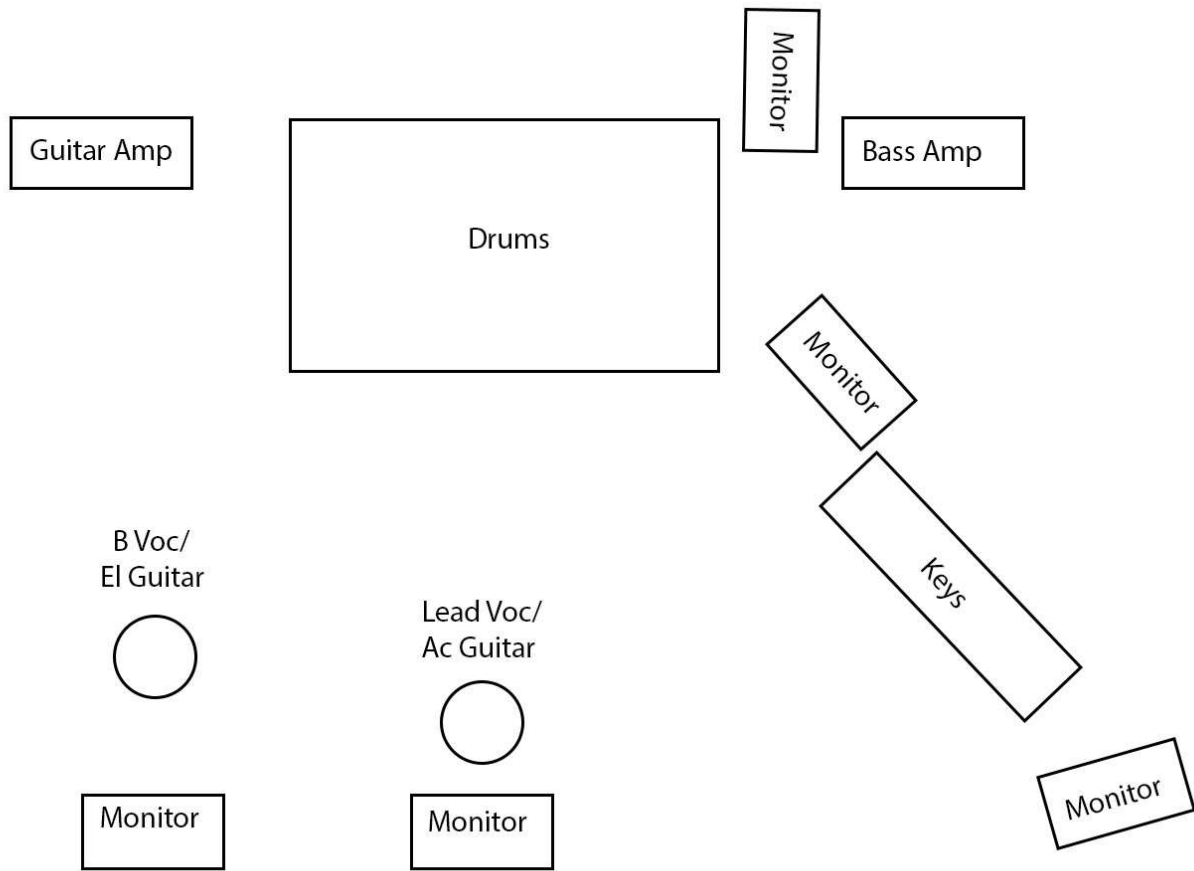 Monitor
Guitar Amp
Bass Amp
Drums
Monitor
B Voc/
El Guitar
Keys
Lead Voc/
Ac Guitar
Monitor
Monitor
Monitor